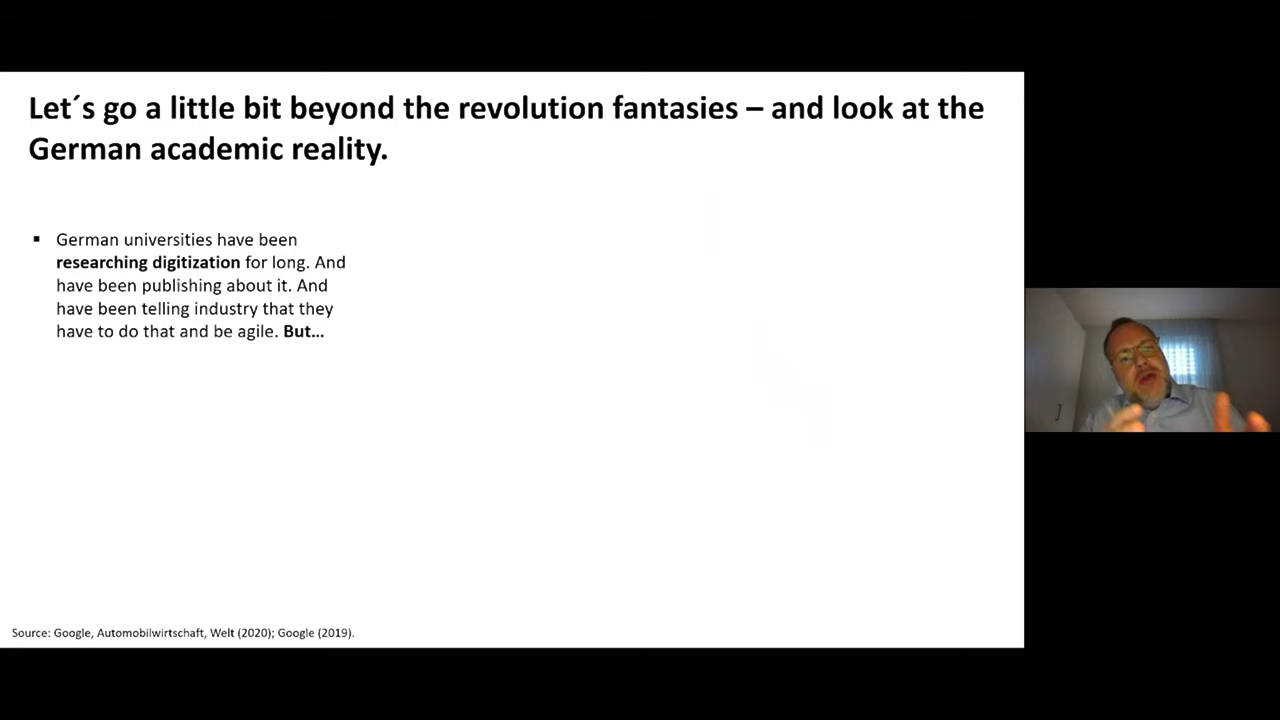 Let´s go a little bit beyond the revolution fantasies – and look at the
German academic reality.
▪ German universities have been
researching digitization for long. And
have been publishing about it. And
have been telling industry that they
have to do that and be agile. But…
Source: Google, Automobilwirtschaft, Welt (2020); Google (2019).